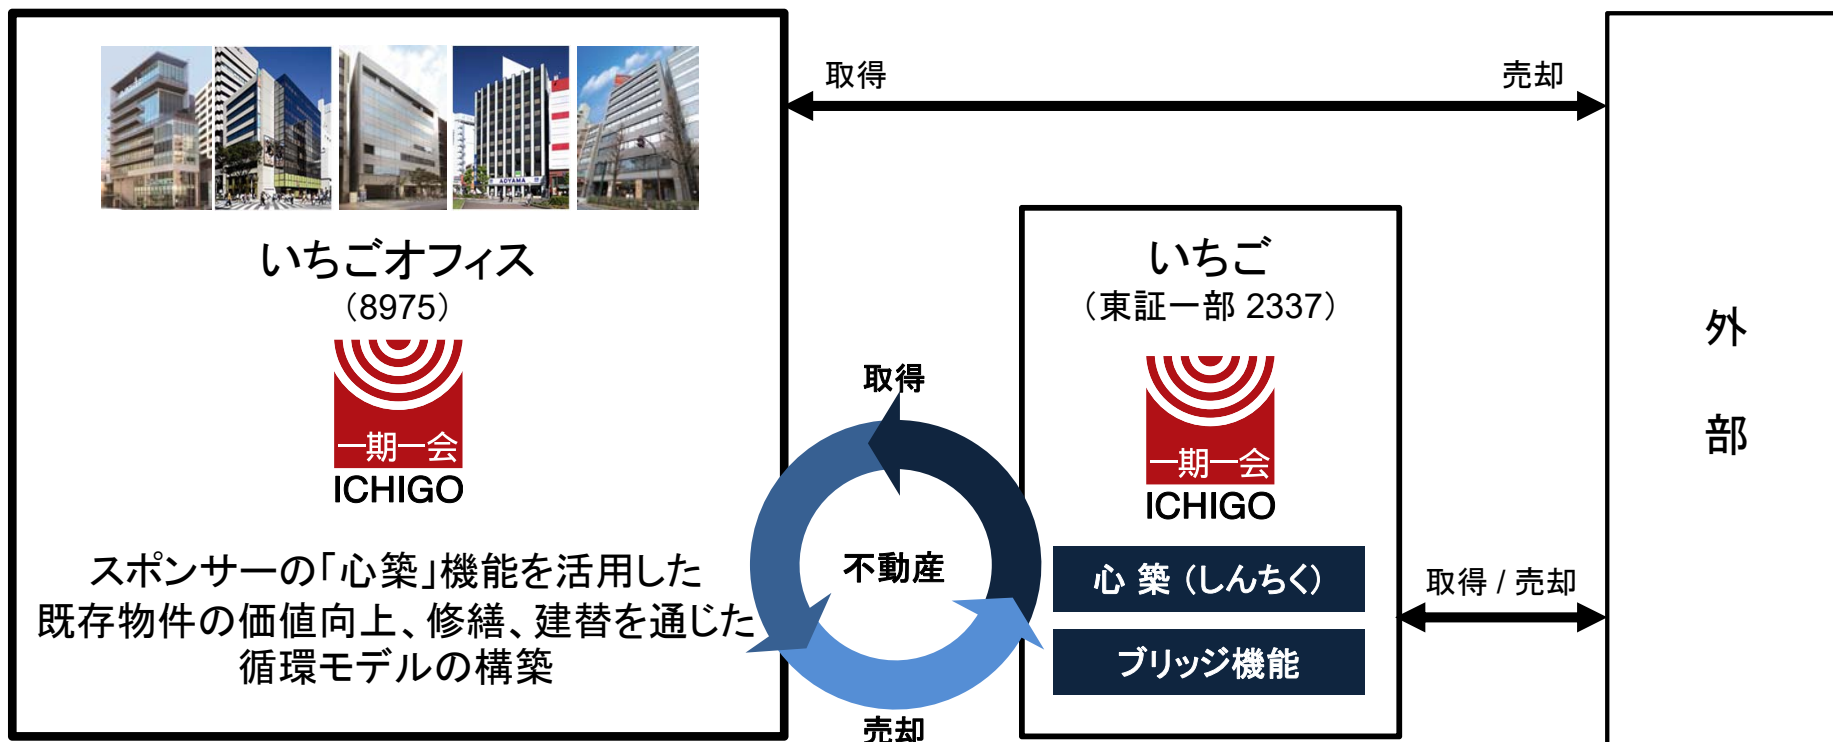 取得
売却
AOYAMA
いちごオフィス
（8975）
一期一会
ICHIGO
スポンサーの「心築」機能を活用した
既存物件の価値向上、修繕、建替を通じた
循環モデルの構築
取得
不動産
売却
いちご
（東証一部 2337）
一期一会
ICHIGO
心 築 （しんちく）
ブリッジ機能
取得 / 売却
外
部